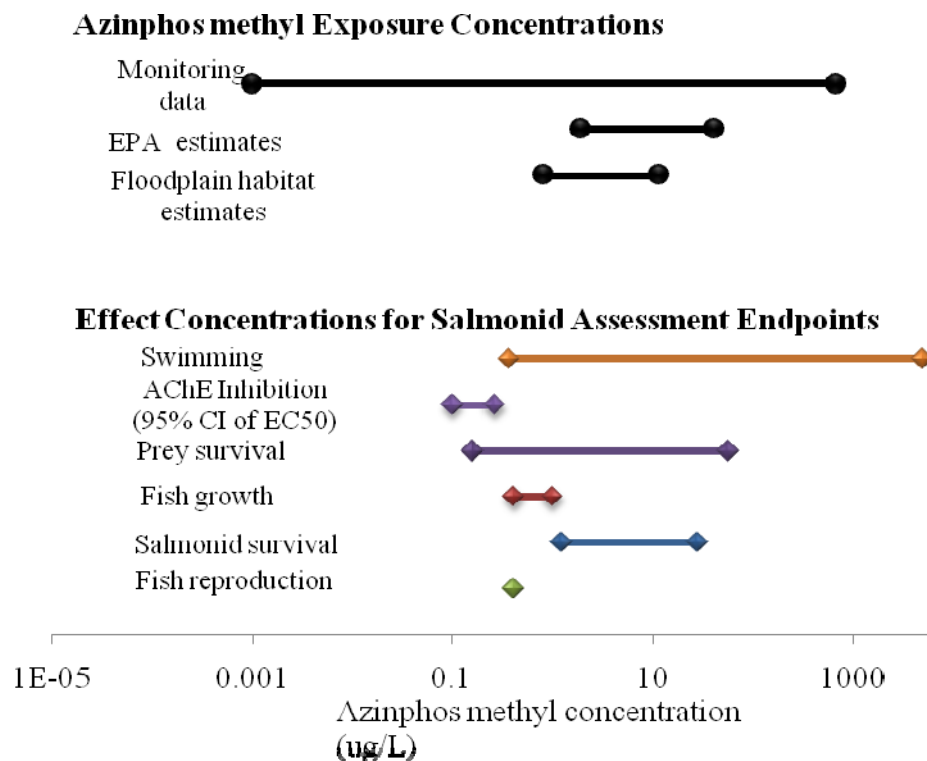 Azinphos methyl Exposure Concentrations
Monitoring
data
EPA estimates
Floodplain habitat
estimates
Effect Concentrations for Salmonid Assessment Endpoints
Swimming
AChE Inhibition
(95% CI of EC50)
Prey survival
Fish growth
Salmonid survival
Fish reproduction
1E-05 0.001 0.1 10 1000
Azinphos methyl concentration
(ug/L)